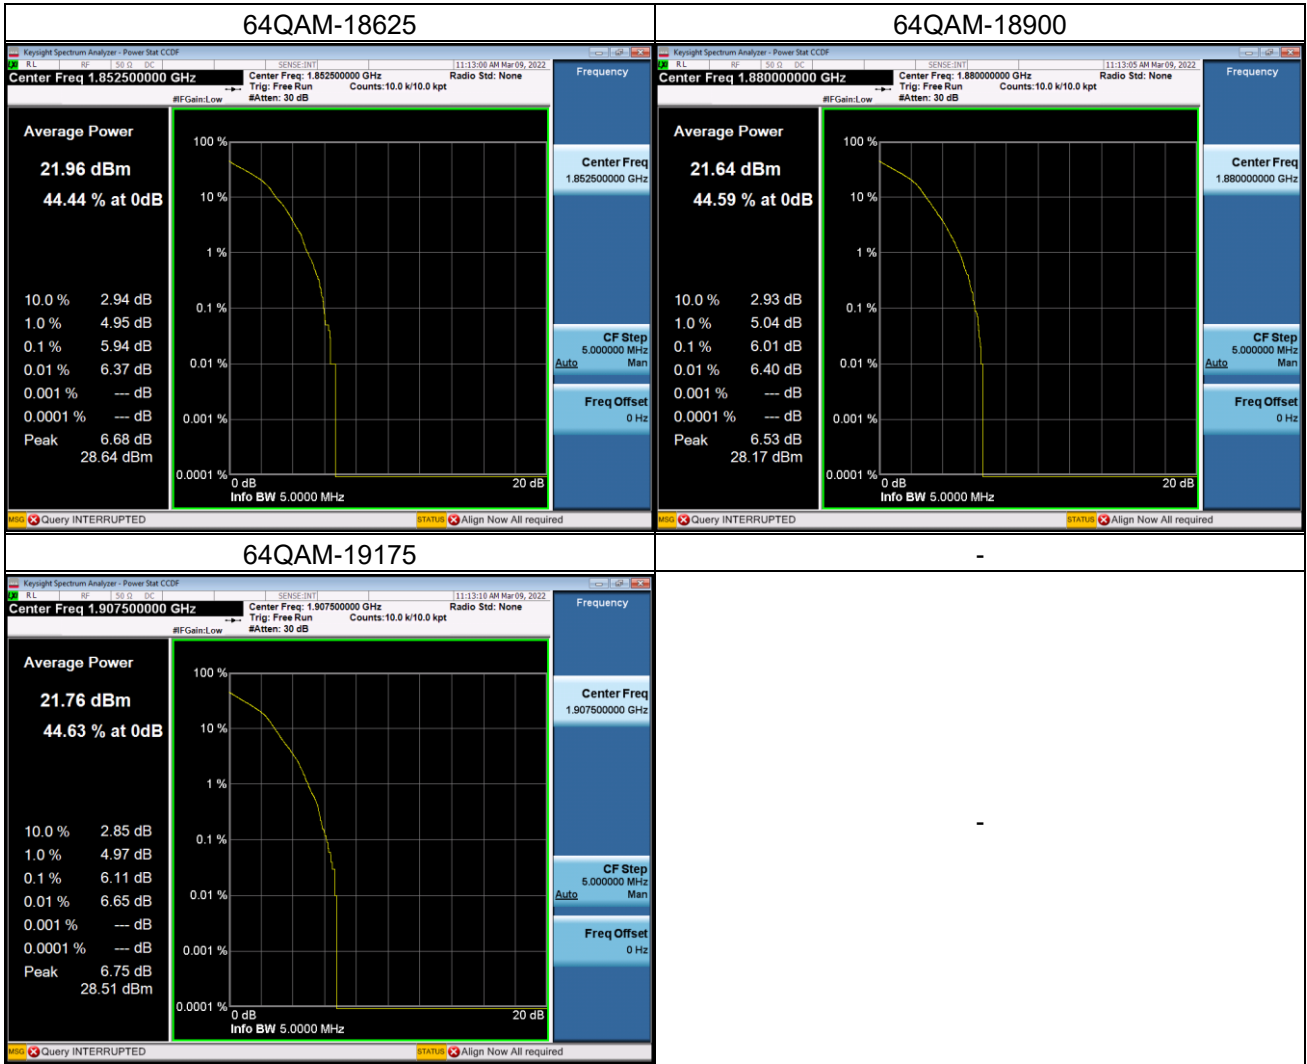 64QAM-18625
Keysight Spectrum Analyzer - Power Stat CCDF
RL RF 50 Ω DC SENSE:INT 11:13:00 AM Mar 09, 2022
Center Freq 1.852500000 GHz
Center Freq: 1.852500000 GHz Radio Std: None
Trig: Free Run Counts:10.0 k/10.0 kpt
#IFGain:Low #Atten: 30 dB
Average Power
21.96 dBm
44.44 % at 0dB
10.0 % 2.94 dB
1.0 % 4.95 dB
0.1 % 5.94 dB
0.01 % 6.37 dB
0.001 % --- dB
0.0001 % --- dB
Peak 6.68 dB
28.64 dBm
100 %
10 %
1 %
0.1 %
0.01 %
0.001 %
0.0001 %
0 dB 20 dB
Info BW 5.0000 MHz
Frequency
Center Freq
1.852500000 GHz
CF Step
5.000000 MHz
Auto Man
Freq Offset
0 Hz
MSG Query INTERRUPTED STATUS Align Now All required
64QAM-18900
Keysight Spectrum Analyzer - Power Stat CCDF
RL RF 50 Ω DC SENSE:INT 11:13:05 AM Mar 09, 2022
Center Freq 1.880000000 GHz
Center Freq: 1.880000000 GHz Radio Std: None
Trig: Free Run Counts:10.0 k/10.0 kpt
#IFGain:Low #Atten: 30 dB
Average Power
21.64 dBm
44.59 % at 0dB
10.0 % 2.93 dB
1.0 % 5.04 dB
0.1 % 6.01 dB
0.01 % 6.40 dB
0.001 % --- dB
0.0001 % --- dB
Peak 6.53 dB
28.17 dBm
100 %
10 %
1 %
0.1 %
0.01 %
0.001 %
0.0001 %
0 dB 20 dB
Info BW 5.0000 MHz
Frequency
Center Freq
1.880000000 GHz
CF Step
5.000000 MHz
Auto Man
Freq Offset
0 Hz
MSG Query INTERRUPTED STATUS Align Now All required
64QAM-19175
Keysight Spectrum Analyzer - Power Stat CCDF
RL RF 50 Ω DC SENSE:INT 11:13:10 AM Mar 09, 2022
Center Freq 1.907500000 GHz
Center Freq: 1.907500000 GHz Radio Std: None
Trig: Free Run Counts:10.0 k/10.0 kpt
#IFGain:Low #Atten: 30 dB
Average Power
21.76 dBm
44.63 % at 0dB
10.0 % 2.85 dB
1.0 % 4.97 dB
0.1 % 6.11 dB
0.01 % 6.65 dB
0.001 % --- dB
0.0001 % --- dB
Peak 6.75 dB
28.51 dBm
100 %
10 %
1 %
0.1 %
0.01 %
0.001 %
0.0001 %
0 dB 20 dB
Info BW 5.0000 MHz
Frequency
Center Freq
1.907500000 GHz
CF Step
5.000000 MHz
Auto Man
Freq Offset
0 Hz
MSG Query INTERRUPTED STATUS Align Now All required
-
-